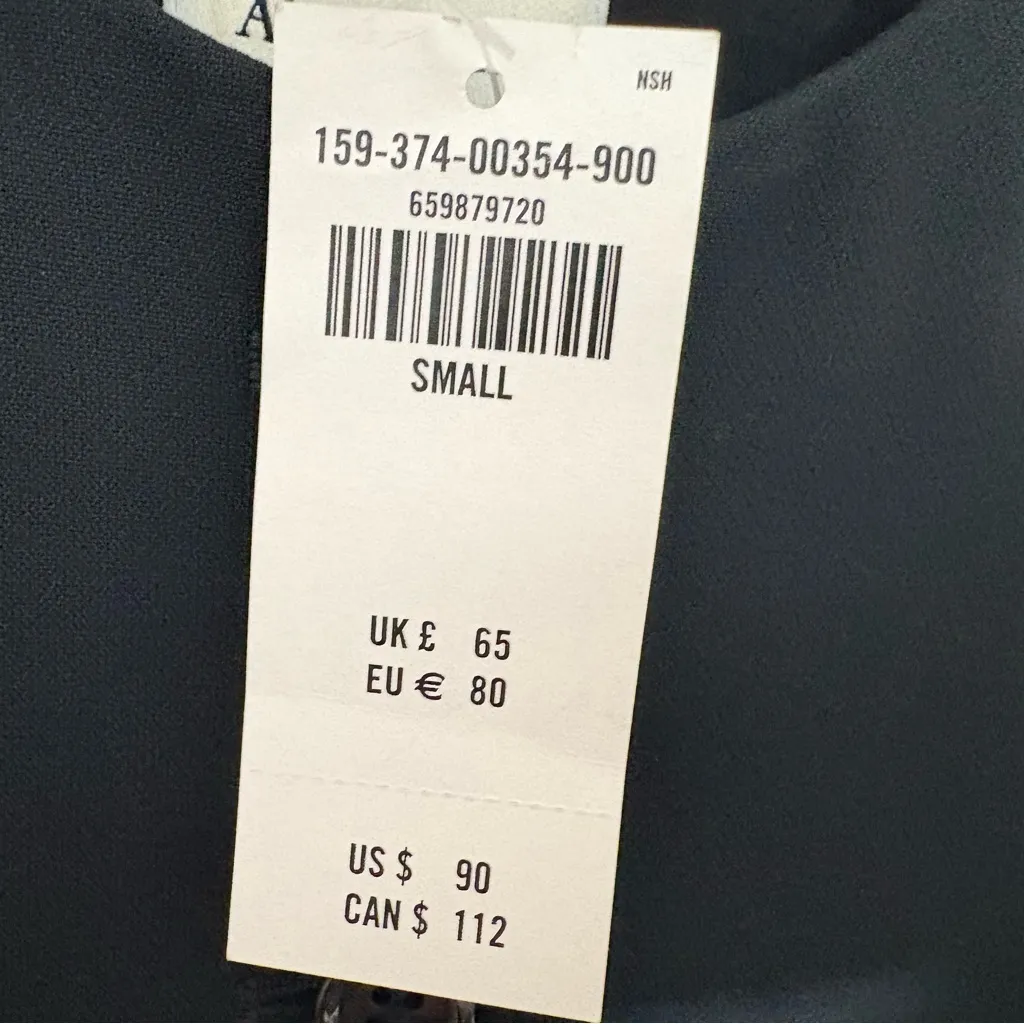 A
NSH
159-374-00354-900
659879720
SMALL
UK £ 65
EU € 80
US $ 90
CAN $ 112